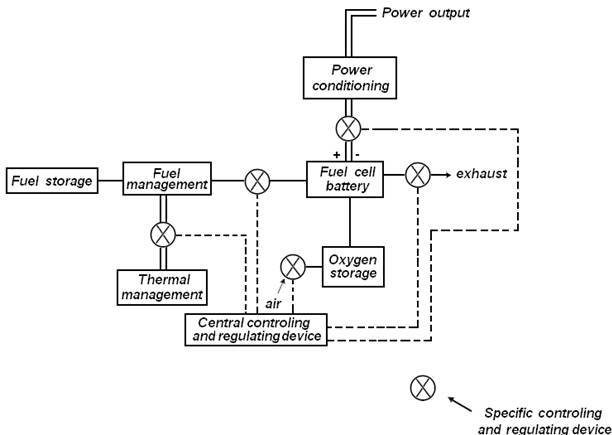 Power output
Power
conditioning
+ -
Fuel storage
Fuel
management
Fuel cell
battery
exhaust
Thermal
management
Oxygen
storage
air
Central controling
and regulating device
Specific controling
and regulating device